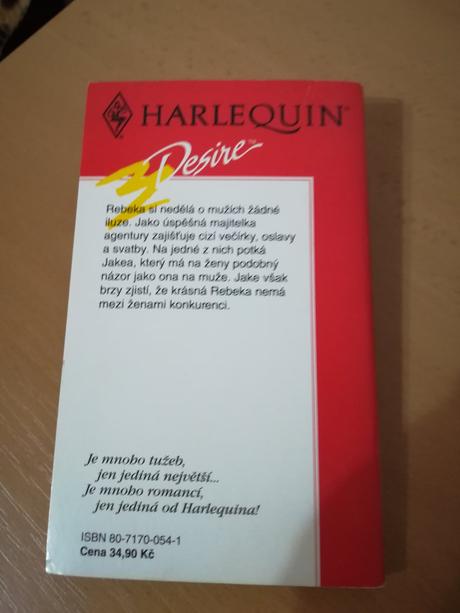 HARLEQUIN™
Desire™
3
Rebeka si nedělá o mužích žádné
iluze. Jako úspěšná majitelka
agentury zajišťuje cizí večírky, oslavy
a svatby. Na jedné z nich potká
Jakea, který má na ženy podobný
názor jako ona na muže. Jake však
brzy zjistí, že krásná Rebeka nemá
mezi ženami konkurenci.
Je mnoho tužeb,
jen jediná největší...
Je mnoho romancí,
jen jediná od Harlequina!
ISBN 80-7170-054-1
Cena 34,90 Kč